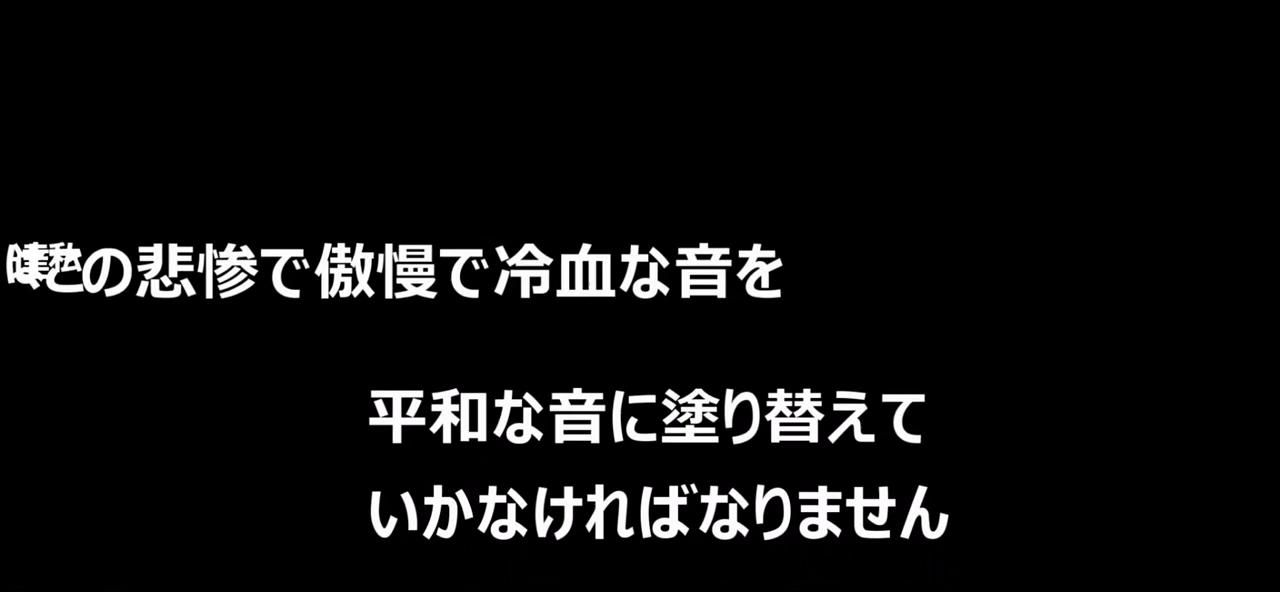 の悲惨で傲慢で冷血な音を
平和な音に塗り替えて
いかなければなりません